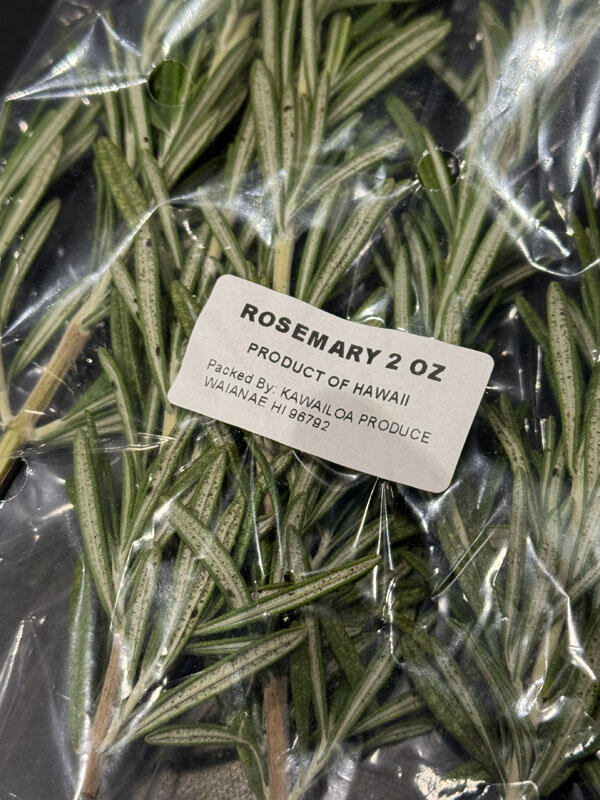 ROSEMARY 2 OZ
PRODUCT OF HAWAII
Packed By: KAWAILOA PRODUCE
WAIANAE HI 96792